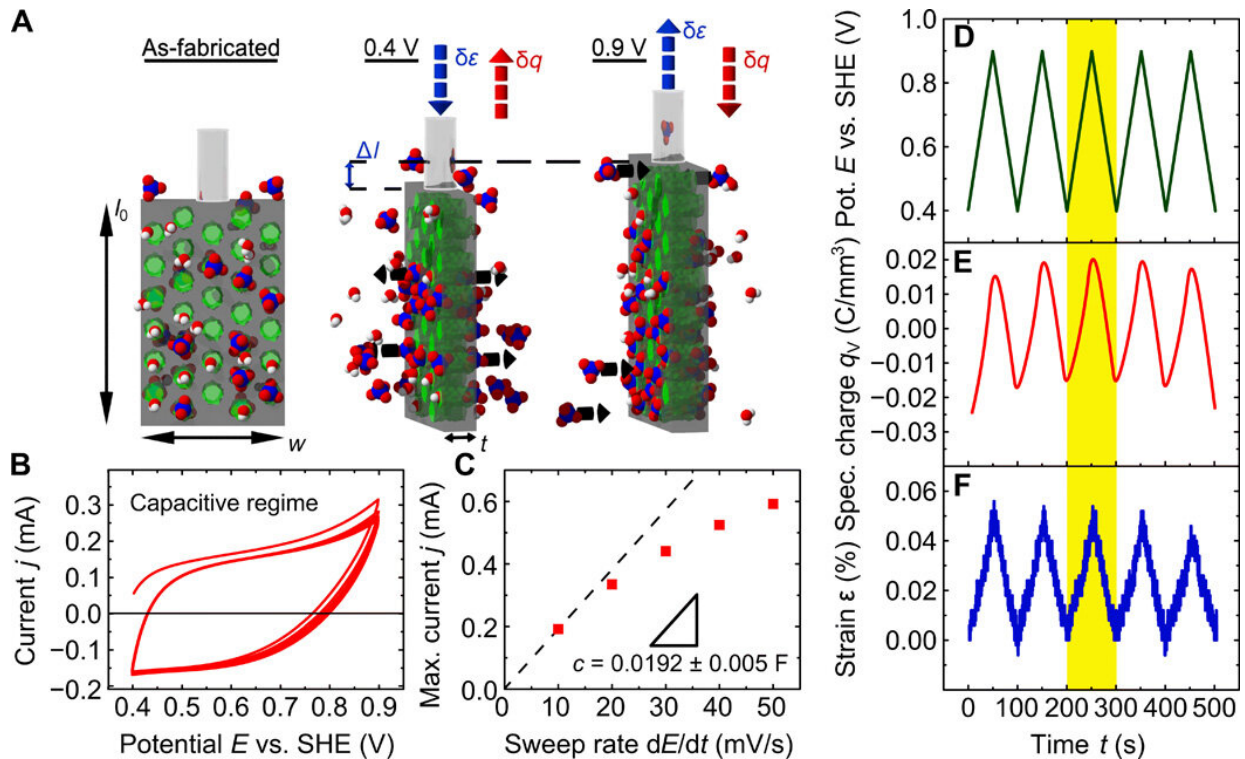 A
As-fabricated
0.4 V
δε
δq
0.9 V
δε
δq
Δl
l₀
w
t
B
Capacitive regime
Current j (mA)
0.3
0.2
0.1
0.0
−0.1
−0.2
0.4 0.5 0.6 0.7 0.8 0.9
Potential E vs. SHE (V)
C
Max. current j (mA)
0.6
0.4
0.2
0.0
c = 0.0192 ± 0.005 F
0 10 20 30 40 50
Sweep rate dE/dt (mV/s)
D
Pot. E vs. SHE (V)
1.0
0.8
0.6
0.4
E
Spec. charge qV (C/mm³)
0.02
0.01
0.00
−0.01
−0.02
−0.03
F
Strain ε (%)
0.06
0.04
0.02
0.00
0 100 200 300 400 500
Time t (s)